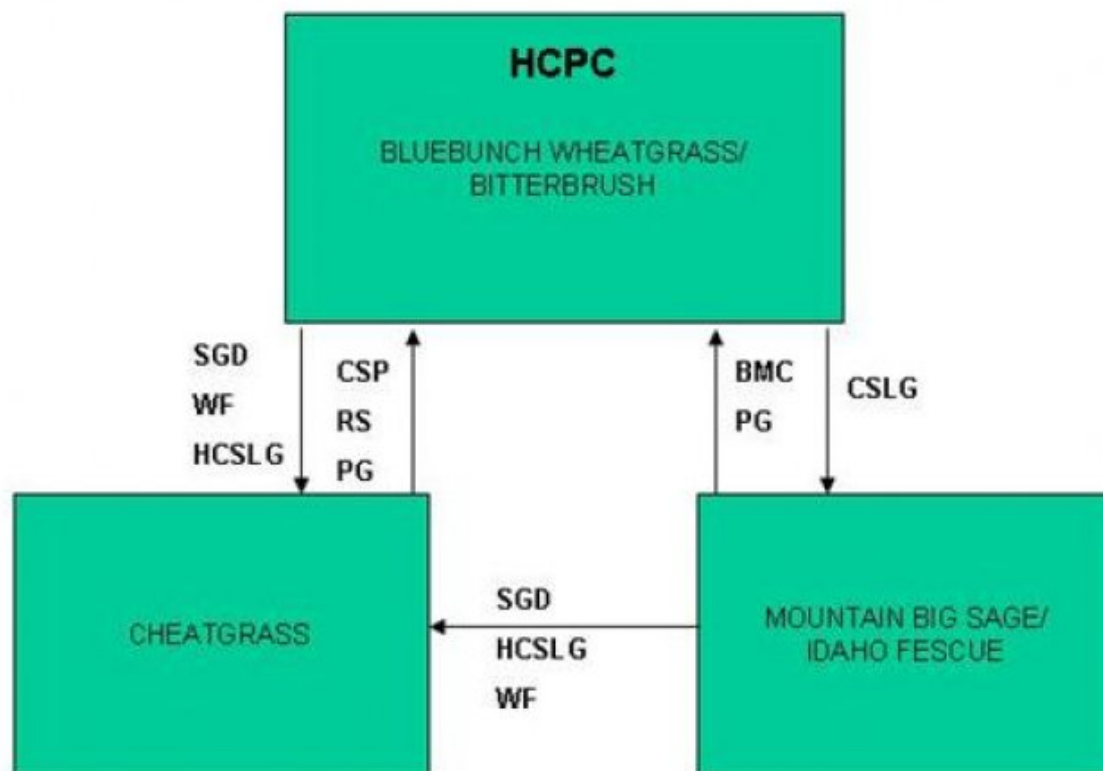 HCPC
BLUEBUNCH WHEATGRASS/
BITTERBRUSH
SGD
WF
HCSLG
CSP
RS
PG
BMC
PG
CSLG
CHEATGRASS
SGD
HCSLG
WF
MOUNTAIN BIG SAGE/
IDAHO FESCUE